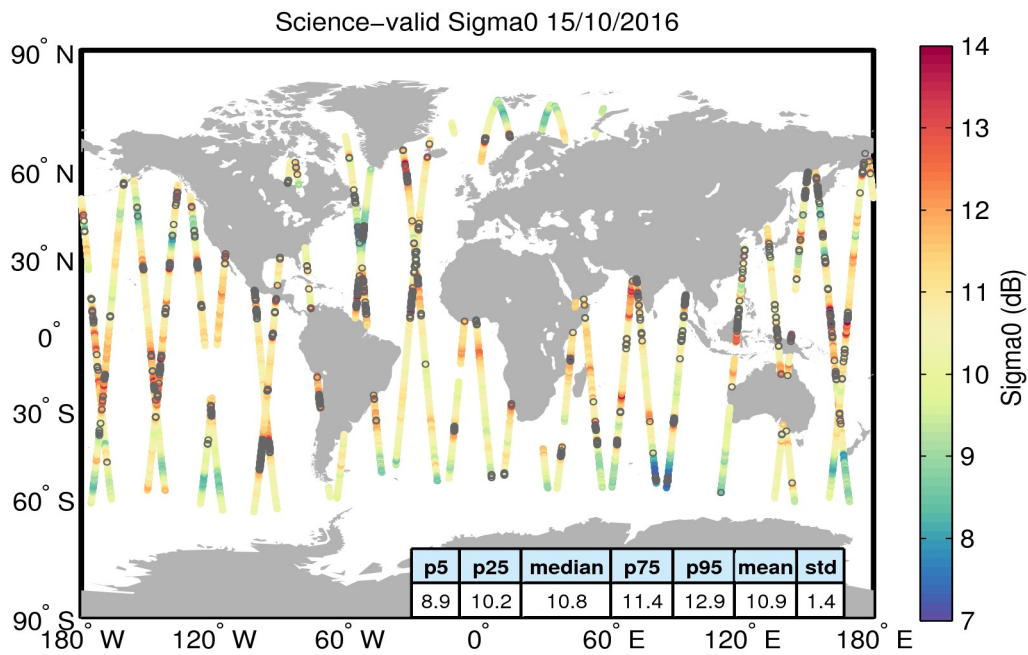 Science−valid Sigma0 15/10/2016
90° N
60° N
30° N
0°
30° S
60° S
90° S
180° W
120° W
60° W
0°
60° E
120° E
180° E
p5 p25 median p75 p95 mean std
8.9 10.2 10.8 11.4 12.9 10.9 1.4
14
13
12
11
10
9
8
7
Sigma0 (dB)